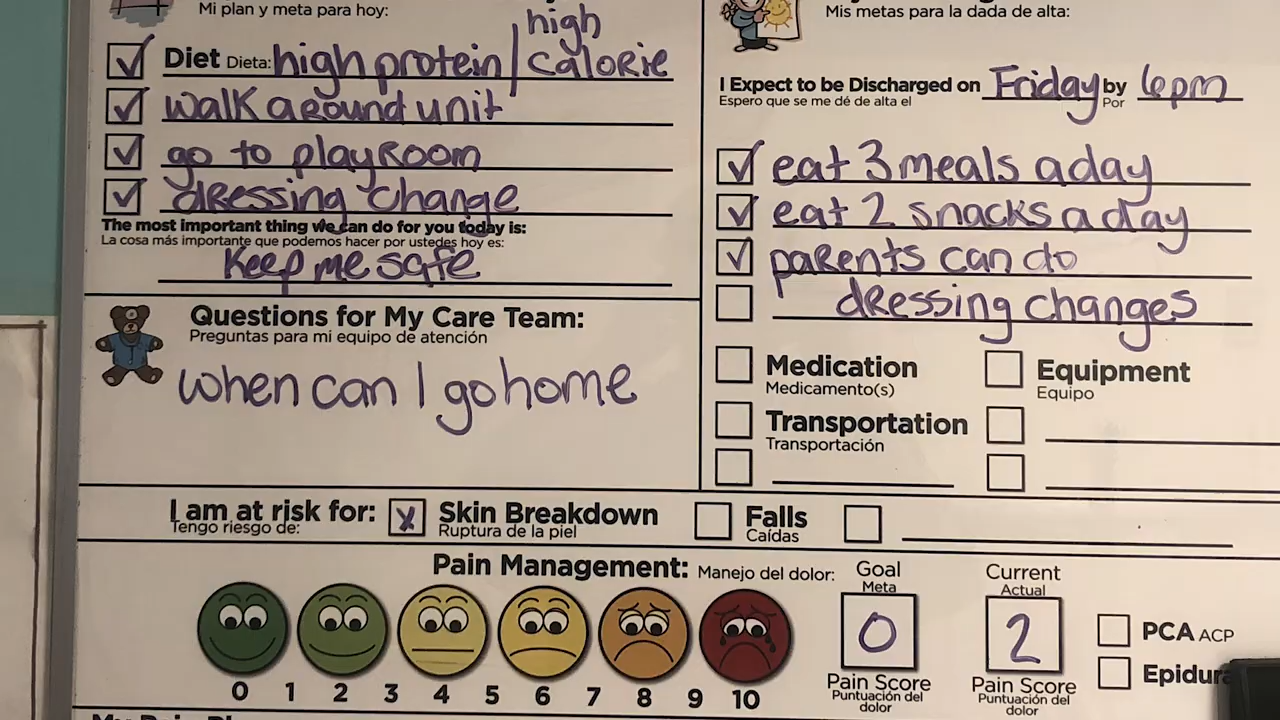 Mi plan y meta para hoy:
☑ Diet Dieta: high protein/high calorie
☑ walk around unit
☑ go to playroom
☑ dressing change
The most important thing we can do for you today is:
La cosa más importante que podemos hacer por ustedes hoy es:
Keep me safe
Questions for My Care Team:
Preguntas para mi equipo de atención
when can I go home
Mis metas para la dada de alta:
I Expect to be Discharged on Friday by 6pm
Espero que se me dé de alta el Por
☑ eat 3 meals a day
☑ eat 2 snacks a day
☑ parents can do
☐ dressing changes
☐ Medication ☐ Equipment
Medicamento(s) Equipo
☐ Transportation ☐
Transportación
I am at risk for: ☒ Skin Breakdown ☐ Falls ☐
Tengo riesgo de: Ruptura de la piel Caídas
Pain Management: Manejo del dolor:
Goal Current
Meta Actual
0 2
Pain Score Pain Score
Puntuación del dolor Puntuación del dolor
☐ PCA ACP
☐ Epidura
0 1 2 3 4 5 6 7 8 9 10